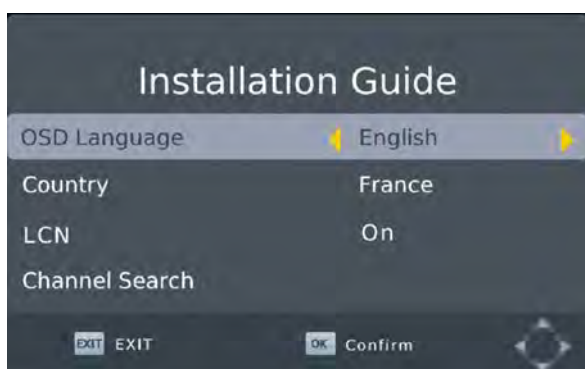 Installation Guide
OSD Language English
Country France
LCN On
Channel Search
EXIT EXIT OK Confirm